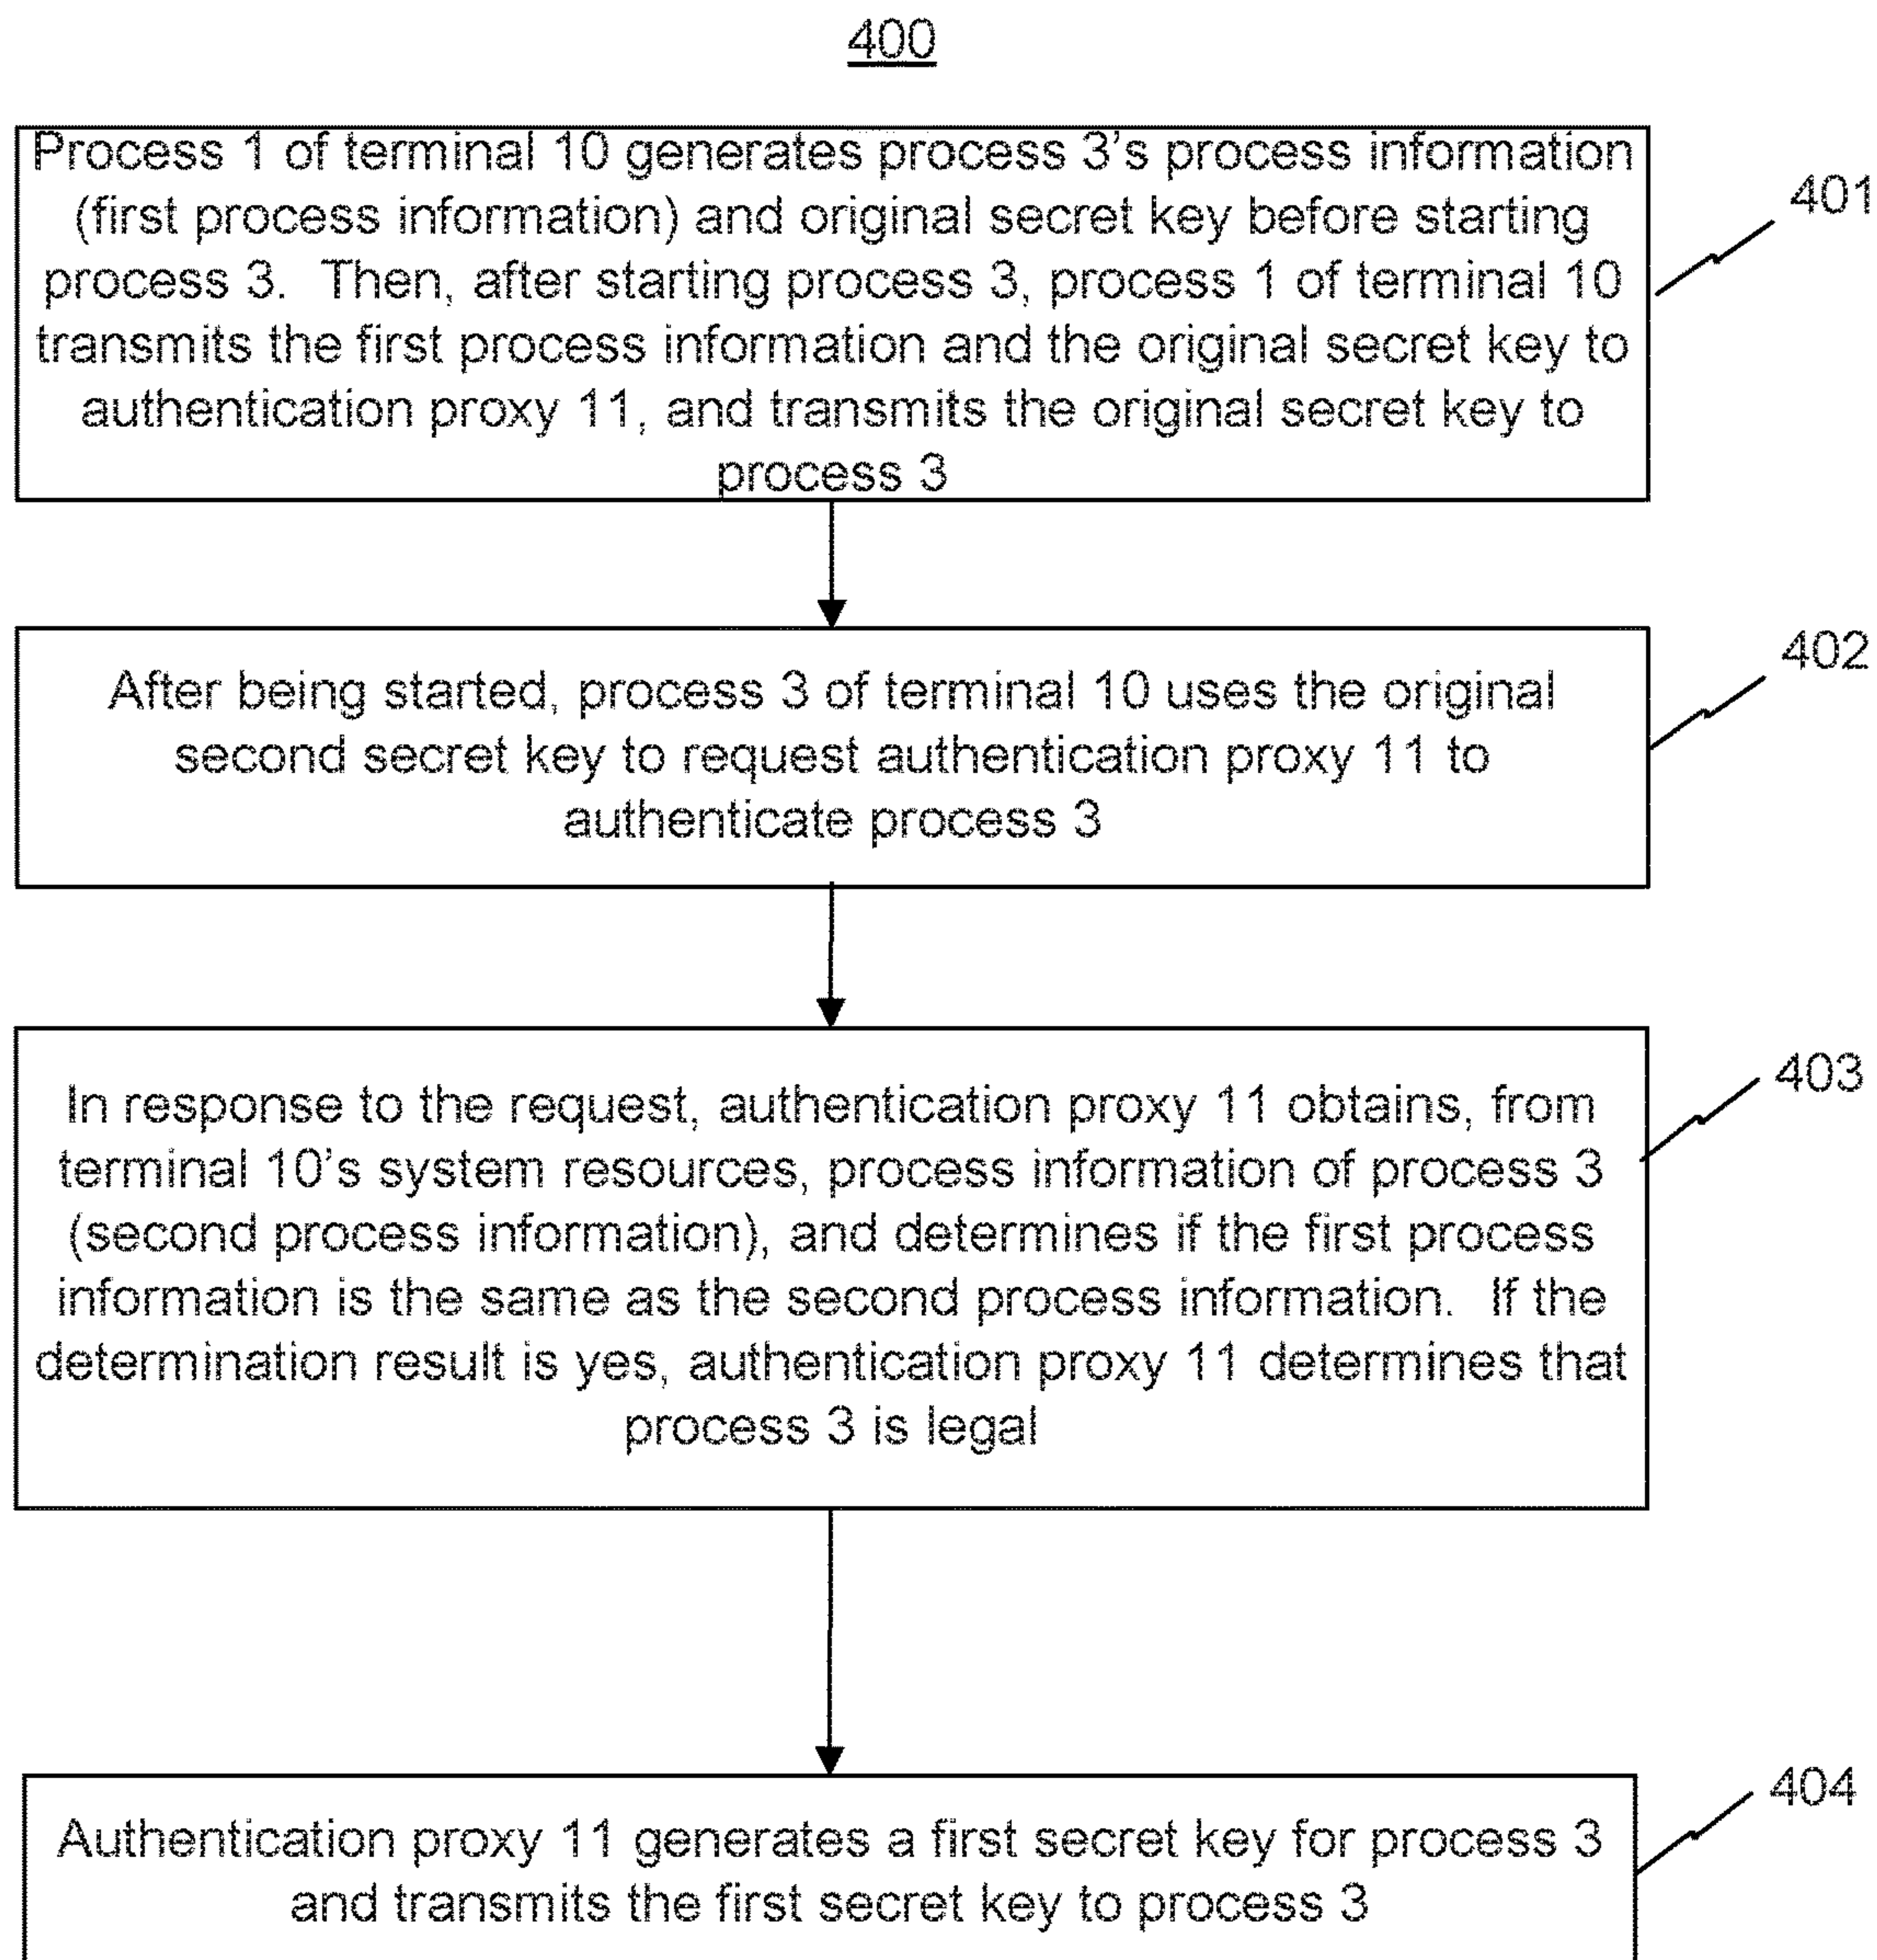 400
Process 1 of terminal 10 generates process 3's process information
(first process information) and original secret key before starting
process 3. Then, after starting process 3, process 1 of terminal 10
transmits the first process information and the original secret key to
authentication proxy 11, and transmits the original secret key to
process 3
401
After being started, process 3 of terminal 10 uses the original
second secret key to request authentication proxy 11 to
authenticate process 3
402
In response to the request, authentication proxy 11 obtains, from
terminal 10's system resources, process information of process 3
(second process information), and determines if the first process
information is the same as the second process information. If the
determination result is yes, authentication proxy 11 determines that
process 3 is legal
403
Authentication proxy 11 generates a first secret key for process 3
and transmits the first secret key to process 3
404